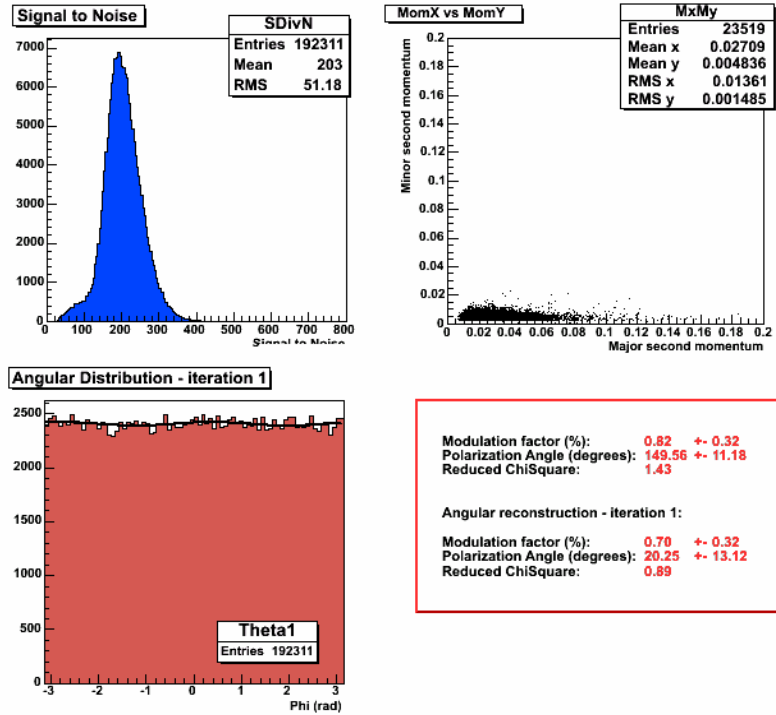 Signal to Noise
SDivN
Entries 192311
Mean 203
RMS 51.18
7000
6000
5000
4000
3000
2000
1000
0
0 100 200 300 400 500 600 700 800
Signal to Noise
MomX vs MomY
MxMy
Entries 23519
Mean x 0.02709
Mean y 0.004836
RMS x 0.01361
RMS y 0.001485
Minor second momentum
0.2
0.18
0.16
0.14
0.12
0.1
0.08
0.06
0.04
0.02
0
0 0.02 0.04 0.06 0.08 0.1 0.12 0.14 0.16 0.18 0.2
Major second momentum
Angular Distribution - iteration 1
2500
2000
1500
1000
500
0
Theta1
Entries 192311
-3 -2 -1 0 1 2 3
Phi (rad)
Modulation factor (%): 0.82 +- 0.32
Polarization Angle (degrees): 149.56 +- 11.18
Reduced ChiSquare: 1.43
Angular reconstruction - iteration 1:
Modulation factor (%): 0.70 +- 0.32
Polarization Angle (degrees): 20.25 +- 13.12
Reduced ChiSquare: 0.89